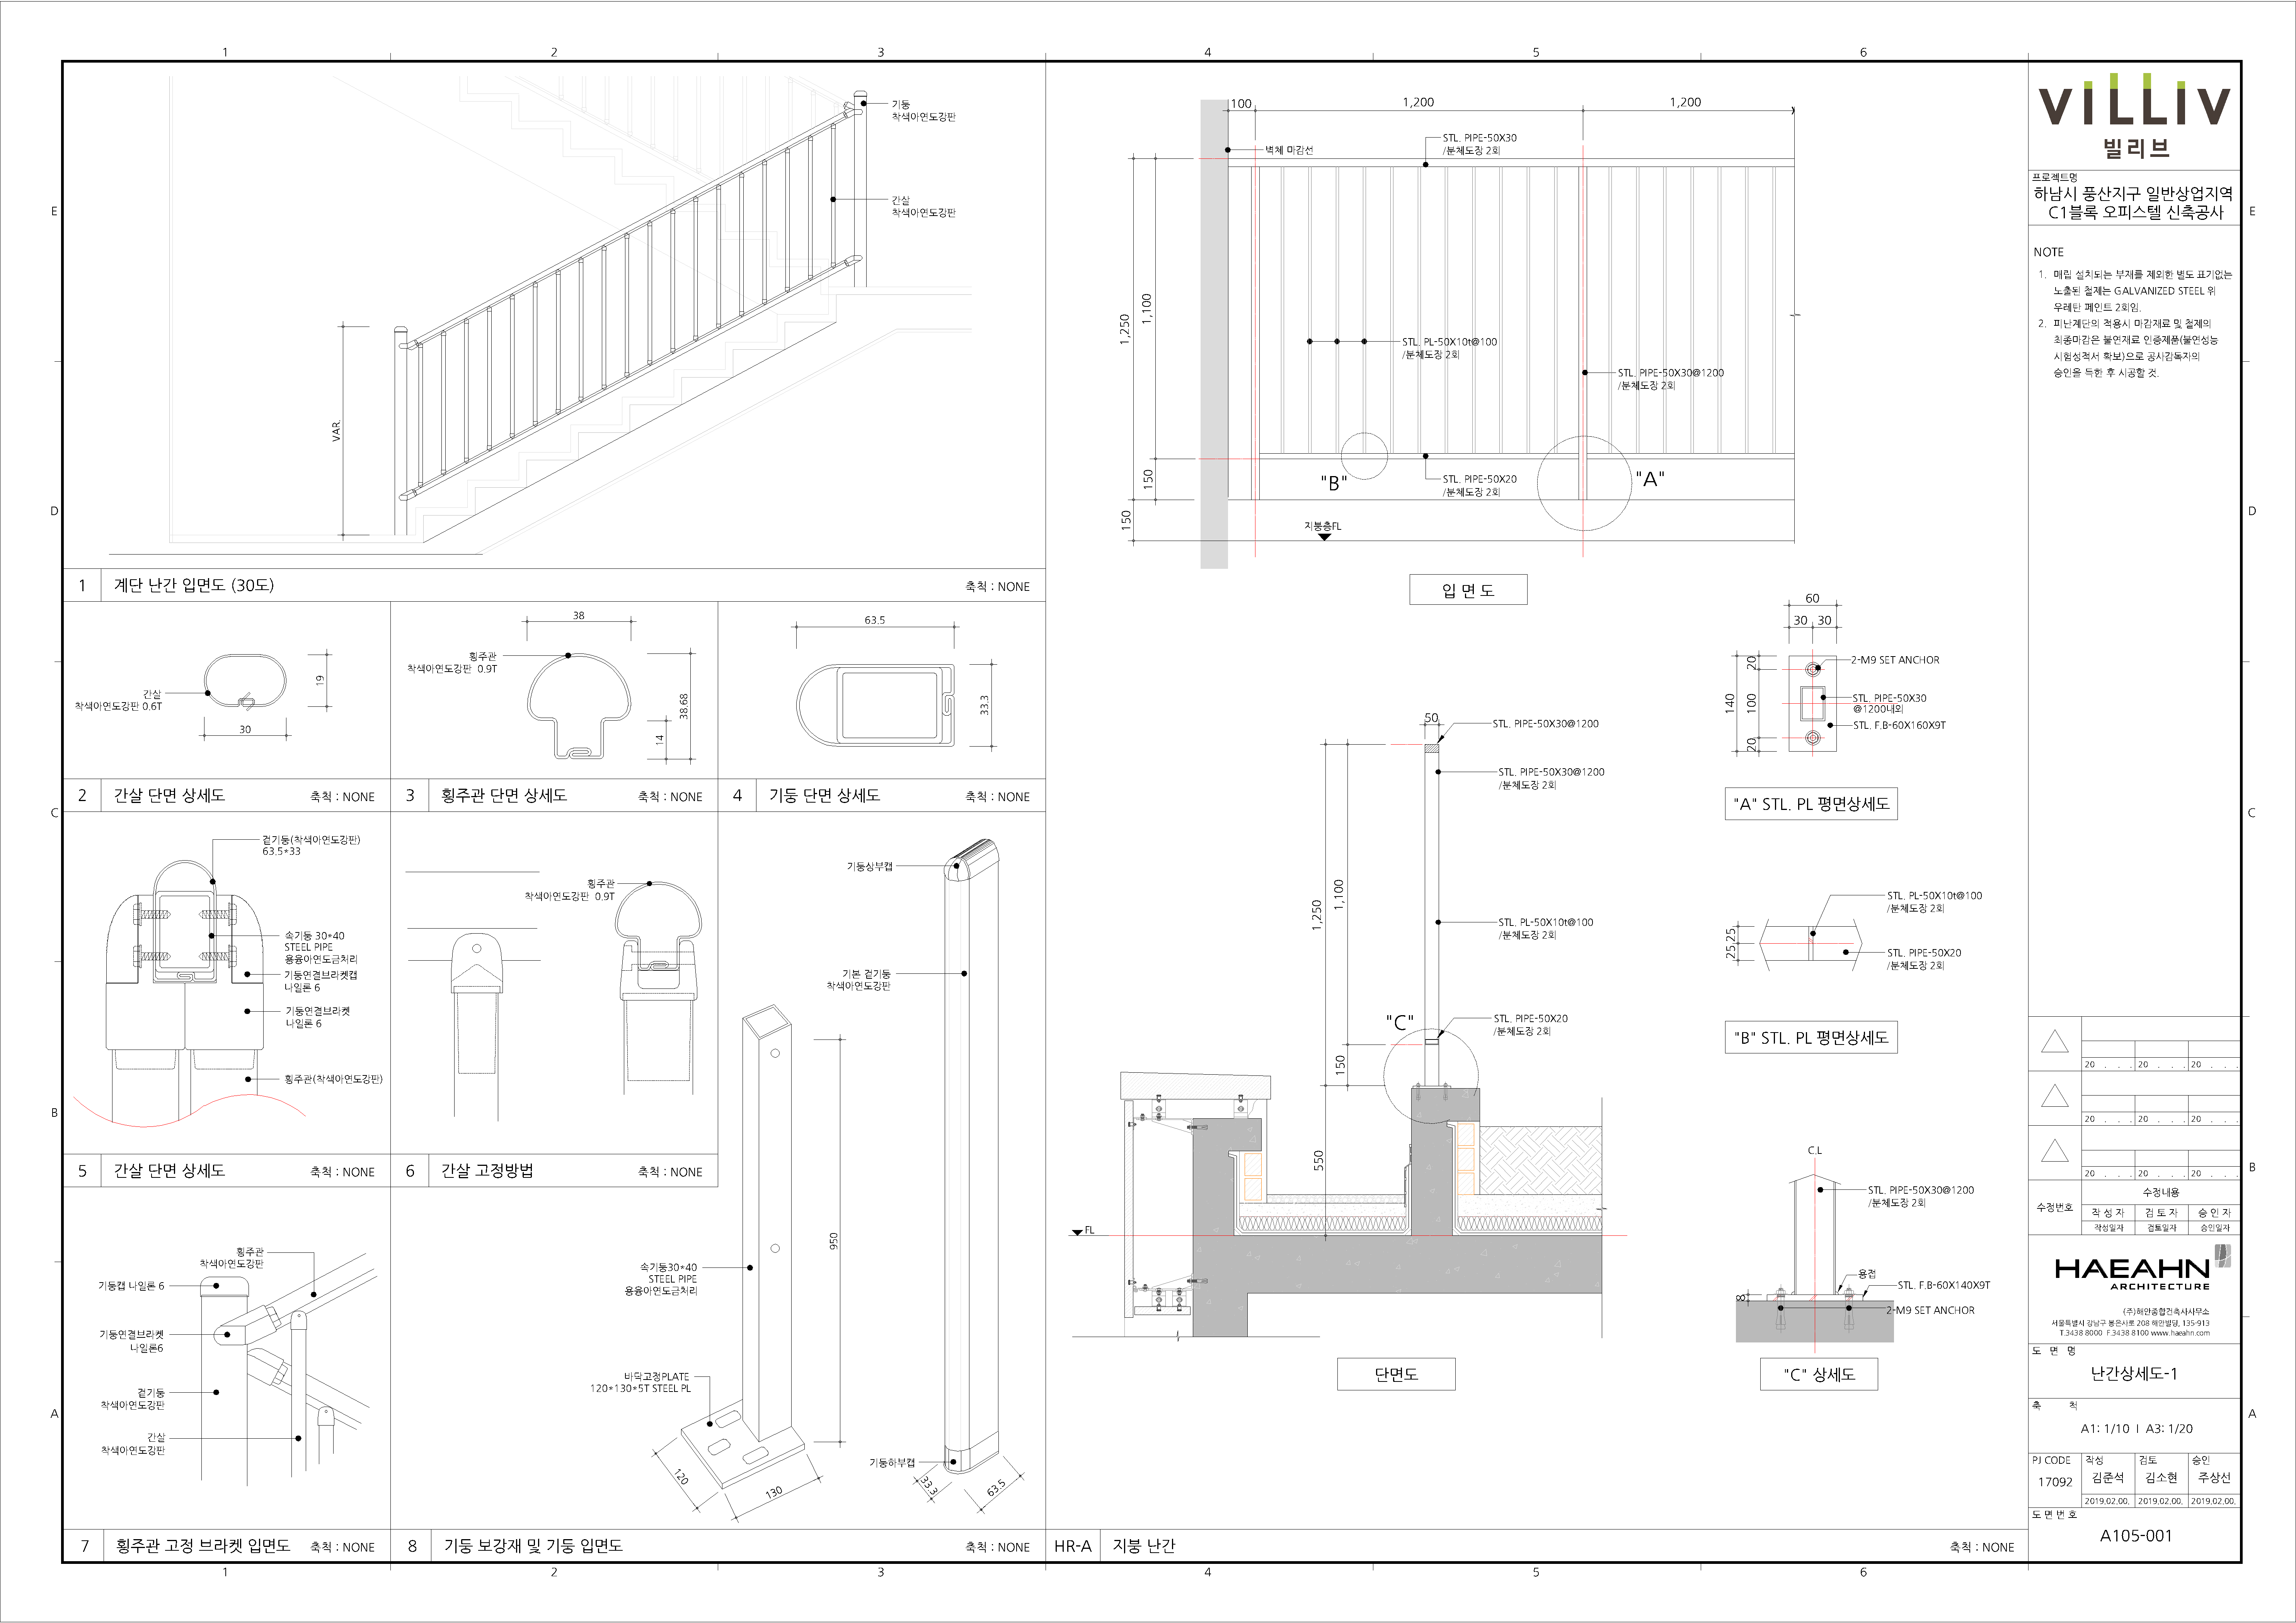 1
2
3
4
5
6
E
D
C
B
A
기둥
착색아연도강판
간살
착색아연도강판
VAR.
1 계단 난간 입면도 (30도) 축척 : NONE
간살
착색아연도강판 0.6T
19
30
2 간살 단면 상세도 축척 : NONE
38
횡주관
착색아연도강판 0.9T
38.68
14
3 횡주관 단면 상세도 축척 : NONE
63.5
33.3
4 기둥 단면 상세도 축척 : NONE
겉기둥(착색아연도강판)
63.5*33
속기둥 30*40
STEEL PIPE
용융아연도금처리
기둥연결브라켓캡
나일론 6
기둥연결브라켓
나일론 6
횡주관(착색아연도강판)
5 간살 단면 상세도 축척 : NONE
횡주관
착색아연도강판 0.9T
6 간살 고정방법 축척 : NONE
횡주관
착색아연도강판
기둥캡 나일론 6
기둥연결브라켓
나일론6
겉기둥
착색아연도강판
간살
착색아연도강판
7 횡주관 고정 브라켓 입면도 축척 : NONE
기둥상부캡
기본 겉기둥
착색아연도강판
950
속기둥30*40
STEEL PIPE
용융아연도금처리
바닥고정PLATE
120*130*5T STEEL PL
기둥하부캡
120
130
33.3
63.5
8 기둥 보강재 및 기둥 입면도 축척 : NONE
100
1,200
1,200
벽체 마감선
STL. PIPE-50X30
/분체도장 2회
1,250
1,100
STL. PL-50X10t@100
/분체도장 2회
STL. PIPE-50X30@1200
/분체도장 2회
150
150
"B"
STL. PIPE-50X20
/분체도장 2회
"A"
지붕층FL
입 면 도
50
STL. PIPE-50X30@1200
STL. PIPE-50X30@1200
/분체도장 2회
1,250
1,100
STL. PL-50X10t@100
/분체도장 2회
"C"
STL. PIPE-50X20
/분체도장 2회
150
550
FL
단면도
60
30 30
20
140
100
20
2-M9 SET ANCHOR
STL. PIPE-50X30
@1200내외
STL. F.B-60X160X9T
"A" STL. PL 평면상세도
STL. PL-50X10t@100
/분체도장 2회
25,25
STL. PIPE-50X20
/분체도장 2회
"B" STL. PL 평면상세도
C.L
STL. PIPE-50X30@1200
/분체도장 2회
용접
STL. F.B-60X140X9T
8
2-M9 SET ANCHOR
"C" 상세도
HR-A 지붕 난간 축척 : NONE
VILLIV
빌리브
프로젝트명
하남시 풍산지구 일반상업지역
C1블록 오피스텔 신축공사
NOTE
1. 매립 설치되는 부재를 제외한 별도 표기없는
노출된 철제는 GALVANIZED STEEL 위
우레탄 페인트 2회임.
2. 피난계단의 적용시 마감재료 및 철제의
최종마감은 불연재료 인증제품(불연성능
시험성적서 확보)으로 공사감독자의
승인을 득한 후 시공할 것.
20 . . . 20 . . . 20 . . .
20 . . . 20 . . . 20 . . .
20 . . . 20 . . . 20 . . .
수정번호
수정내용
작 성 자 검 토 자 승 인 자
작성일자 검토일자 승인일자
HAEAHN
ARCHITECTURE
(주)해안종합건축사사무소
서울특별시 강남구 봉은사로 208 해안빌딩, 135-913
T.3438 8000 F.3438 8100 www.haeahn.com
도 면 명
난간상세도-1
축 척
A1: 1/10 I A3: 1/20
PJ CODE 작성 검토 승인
17092 김준석 김소현 주상선
2019.02.00. 2019.02.00. 2019.02.00.
도 면 번 호
A105-001
E
D
C
B
A
1
2
3
4
5
6